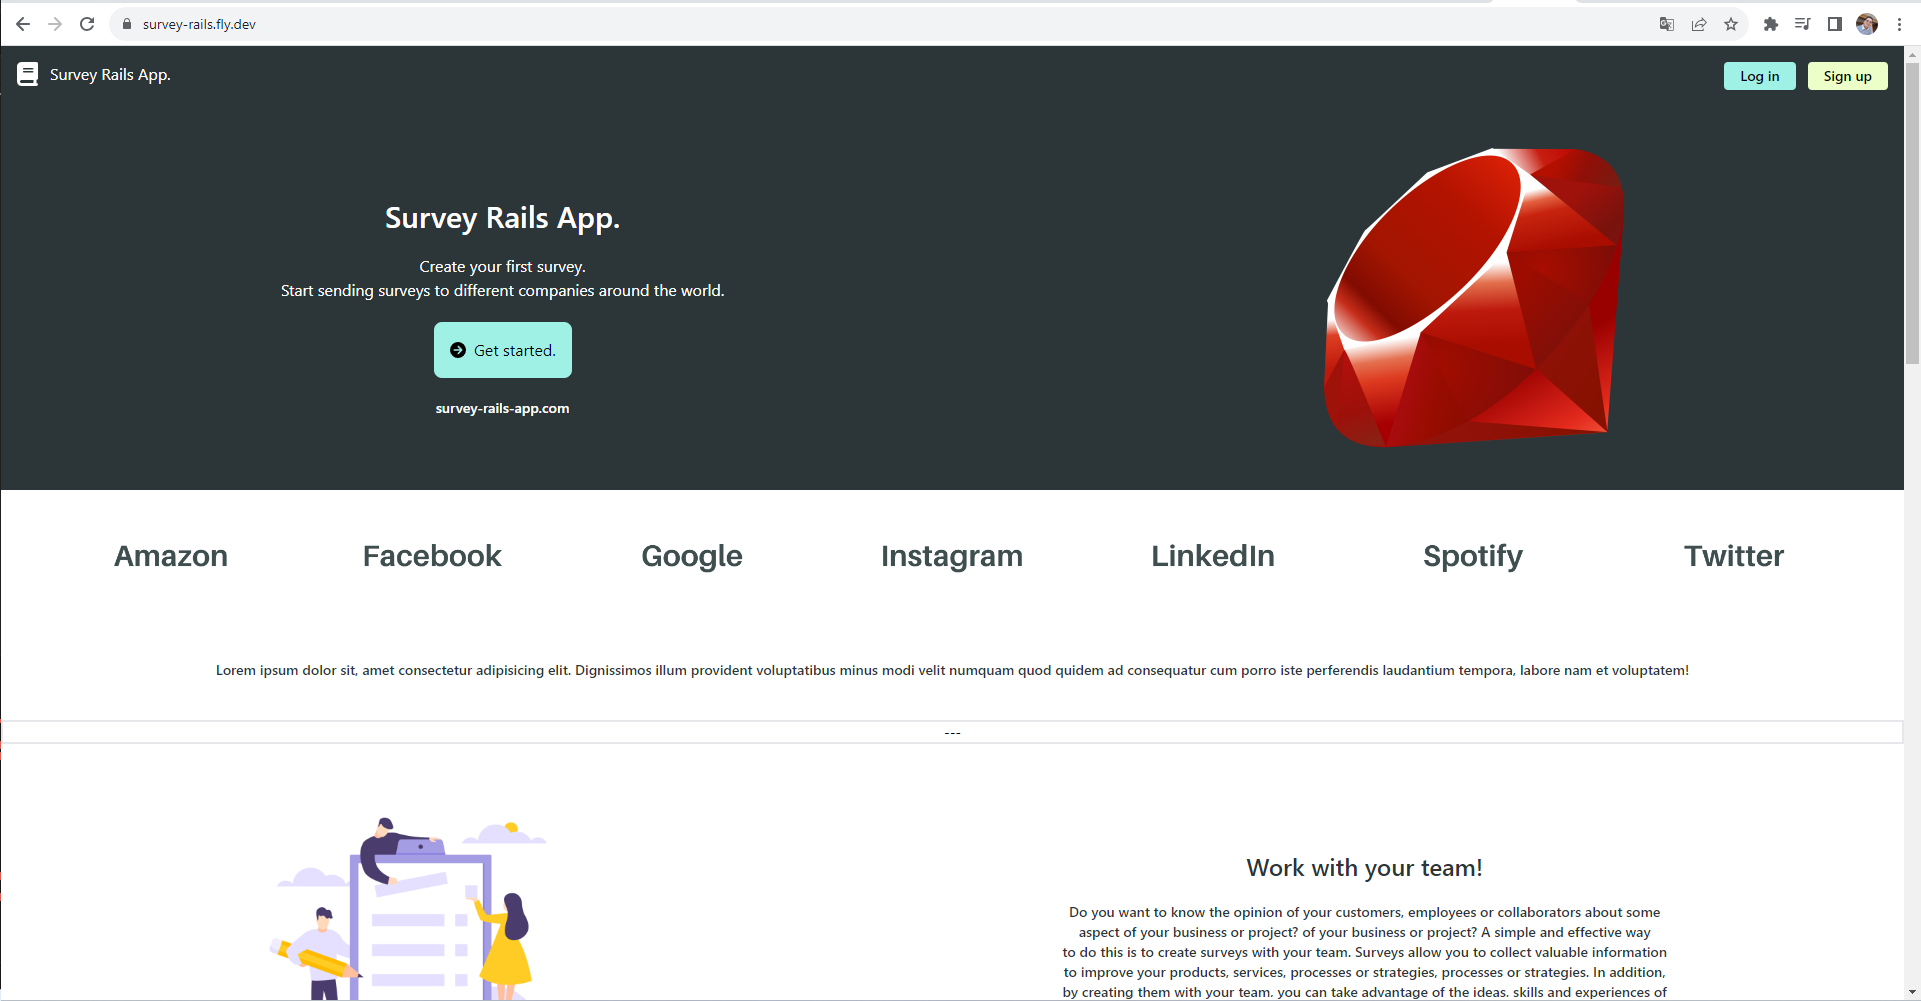 survey-rails.fly.dev
Survey Rails App.
Log in
Sign up
Survey Rails App.
Create your first survey.
Start sending surveys to different companies around the world.
Get started.
survey-rails-app.com
Amazon
Facebook
Google
Instagram
LinkedIn
Spotify
Twitter
Lorem ipsum dolor sit, amet consectetur adipisicing elit. Dignissimos illum provident voluptatibus minus modi velit numquam quod quidem ad consequatur cum porro iste perferendis laudantium tempora, labore nam et voluptatem!
---
Work with your team!
Do you want to know the opinion of your customers, employees or collaborators about some
aspect of your business or project? of your business or project? A simple and effective way
to do this is to create surveys with your team. Surveys allow you to collect valuable information
to improve your products, services, processes or strategies, processes or strategies. In addition,
by creating them with your team, you can take advantage of the ideas, skills and experiences of